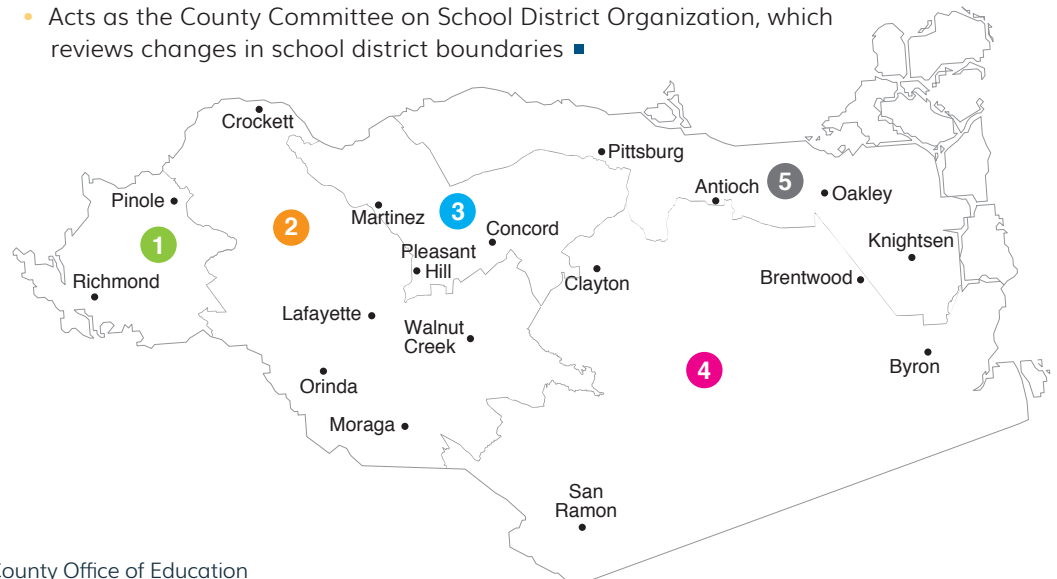 • Acts as the County Committee on School District Organization, which
reviews changes in school district boundaries ■
Crockett
Pittsburg
Pinole
Martinez
3
Antioch
5
Oakley
1
2
Concord
Pleasant
Hill
Knightsen
Richmond
Clayton
Brentwood
Lafayette
Walnut
Creek
Orinda
4
Byron
Moraga
San
Ramon
County Office of Education